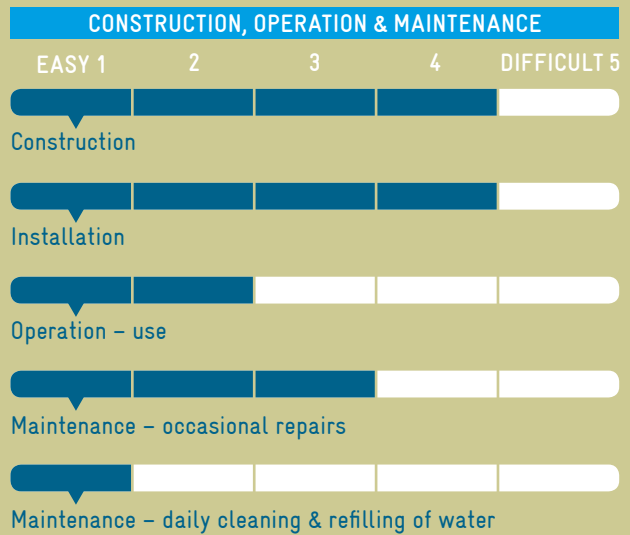 CONSTRUCTION, OPERATION & MAINTENANCE
EASY 1 2 3 4 DIFFICULT 5
Construction
Installation
Operation – use
Maintenance – occasional repairs
Maintenance – daily cleaning & refilling of water